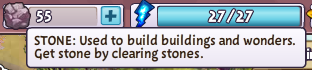 55
27/27
STONE: Used to build buildings and wonders.
Get stone by clearing stones.